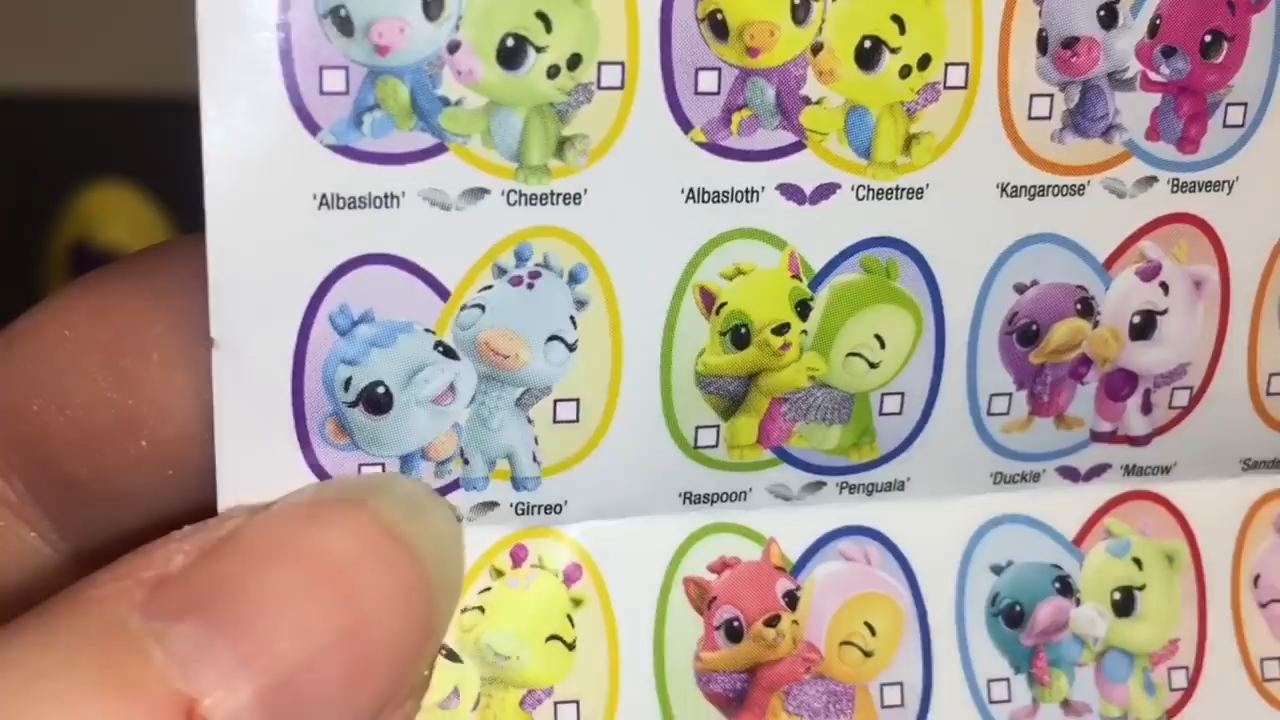 'Albasloth' 'Cheetree'
'Albasloth' 'Cheetree'
'Kangaroose' 'Beaveery'
'Girreo'
'Raspoon' 'Penguala'
'Duckle' 'Macow'